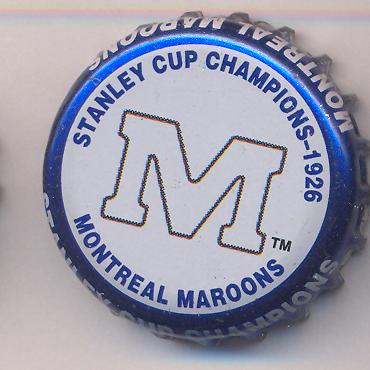 STANLEY CUP CHAMPIONS-1926
M
TM
MONTREAL MAROONS
MONTREAL MAROONS
STANLEY CUP CHAMPIONS